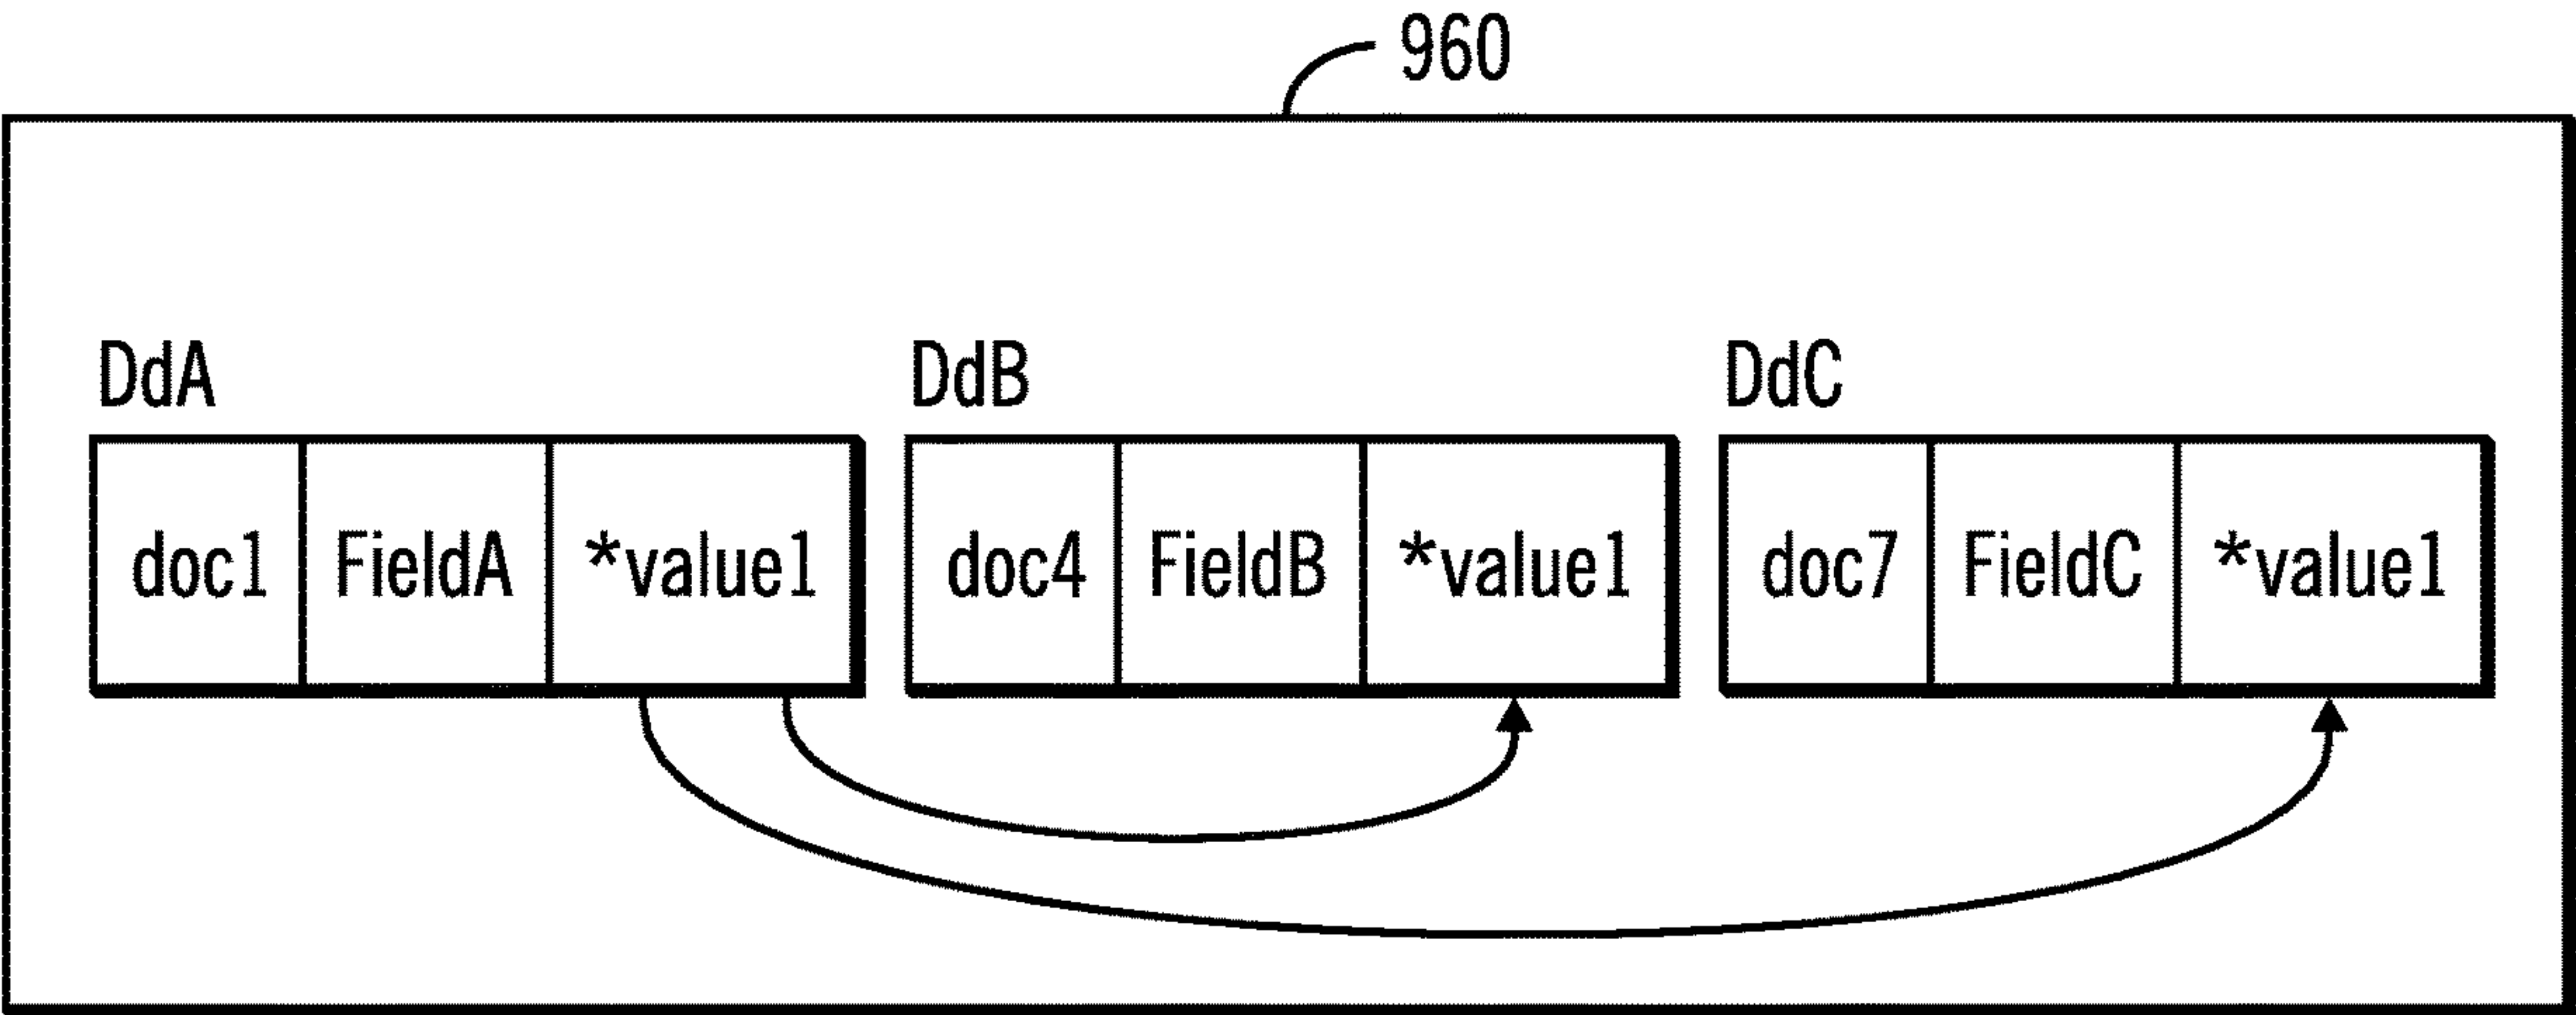 960
DdA DdB DdC
doc1 FieldA *value1 doc4 FieldB *value1 doc7 FieldC *value1